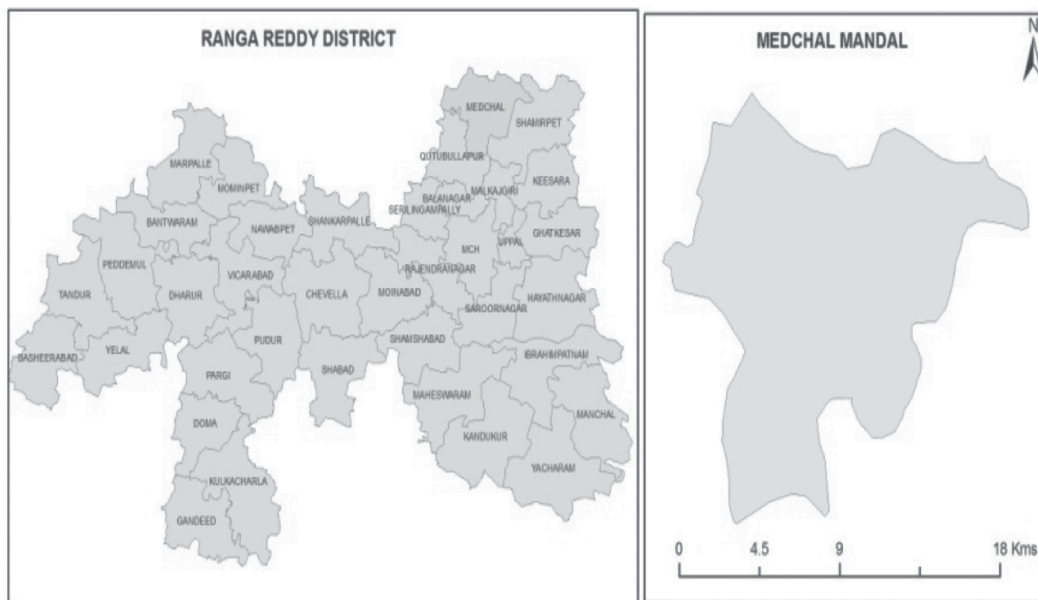 RANGA REDDY DISTRICT
MEDCHAL
SHAMIRPET
QUTUBULLAPUR
MARPALLE
MALKAJGIRI
KEESARA
MOMINPET
BALANAGAR
SERILINGAMPALLY
BANTWARAM
NAWABPET
SHANKARPALLE
GHATKESAR
MCH
UPPAL
PEDDEMUL
VICARABAD
RAJENDRANAGAR
TANDUR
DHARUR
CHEVELLA
MOINABAD
HAYATHNAGAR
SAROORNAGAR
BASHEERABAD
YELAL
PUDUR
SHAMSHABAD
IBRAHIMPATNAM
PARGI
SHABAD
MAHESWARAM
MANCHAL
DOMA
KANDUKUR
YACHARAM
KULKACHARLA
GANDEED
MEDCHAL MANDAL
N
0 4.5 9 18 Kms